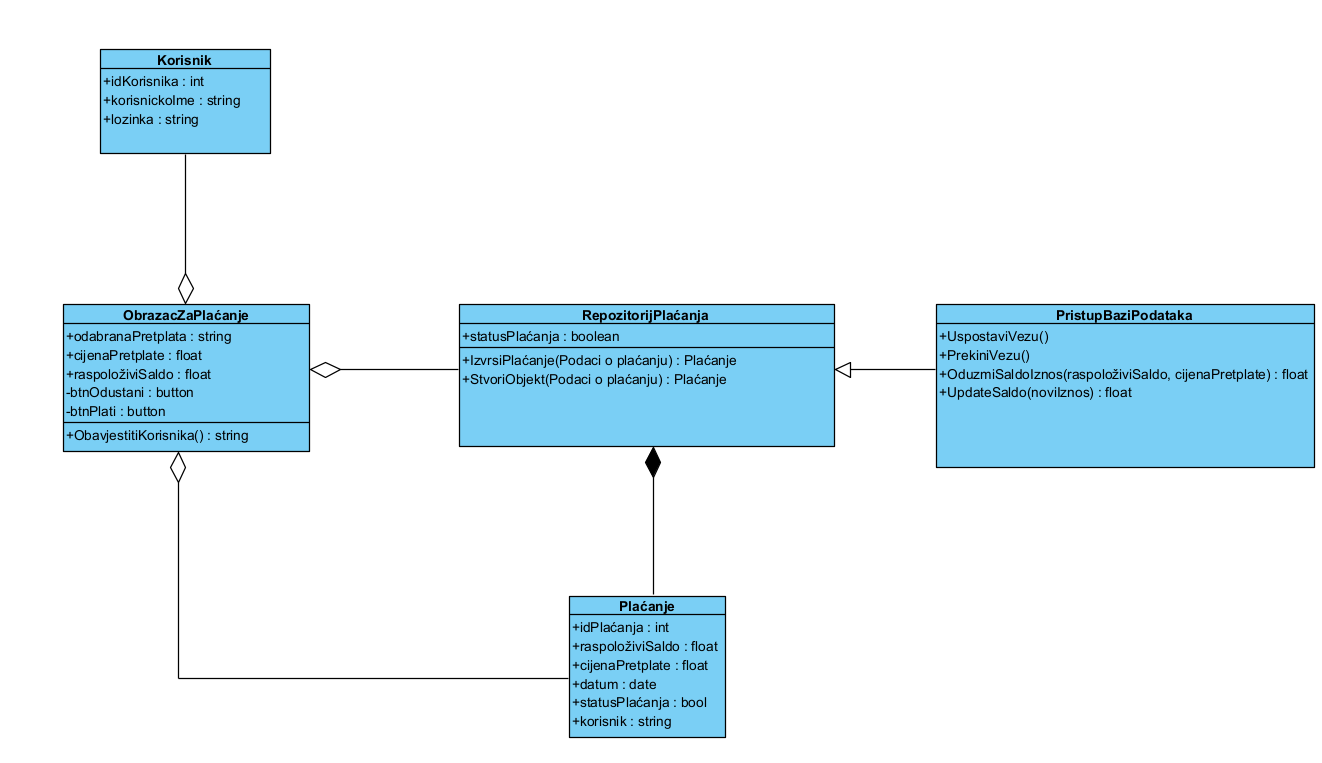 Korisnik
+idKorisnika : int
+korisnickoIme : string
+lozinka : string
ObrazacZaPlaćanje
+odabranaPretplata : string
+cijenaPretplate : float
+raspoloživiSaldo : float
-btnOdustani : button
-btnPlati : button
+ObavjestitiKorisnika() : string
RepozitorijPlaćanja
+statusPlaćanja : boolean
+IzvrsiPlaćanje(Podaci o plaćanju) : Plaćanje
+StvoriObjekt(Podaci o plaćanju) : Plaćanje
PristupBaziPodataka
+UspostaviVezu()
+PrekiniVezu()
+OduzmiSaldoIznos(raspoloživiSaldo, cijenaPretplate) : float
+UpdateSaldo(noviIznos) : float
Plaćanje
+idPlaćanja : int
+raspoloživiSaldo : float
+cijenaPretplate : float
+datum : date
+statusPlaćanja : bool
+korisnik : string